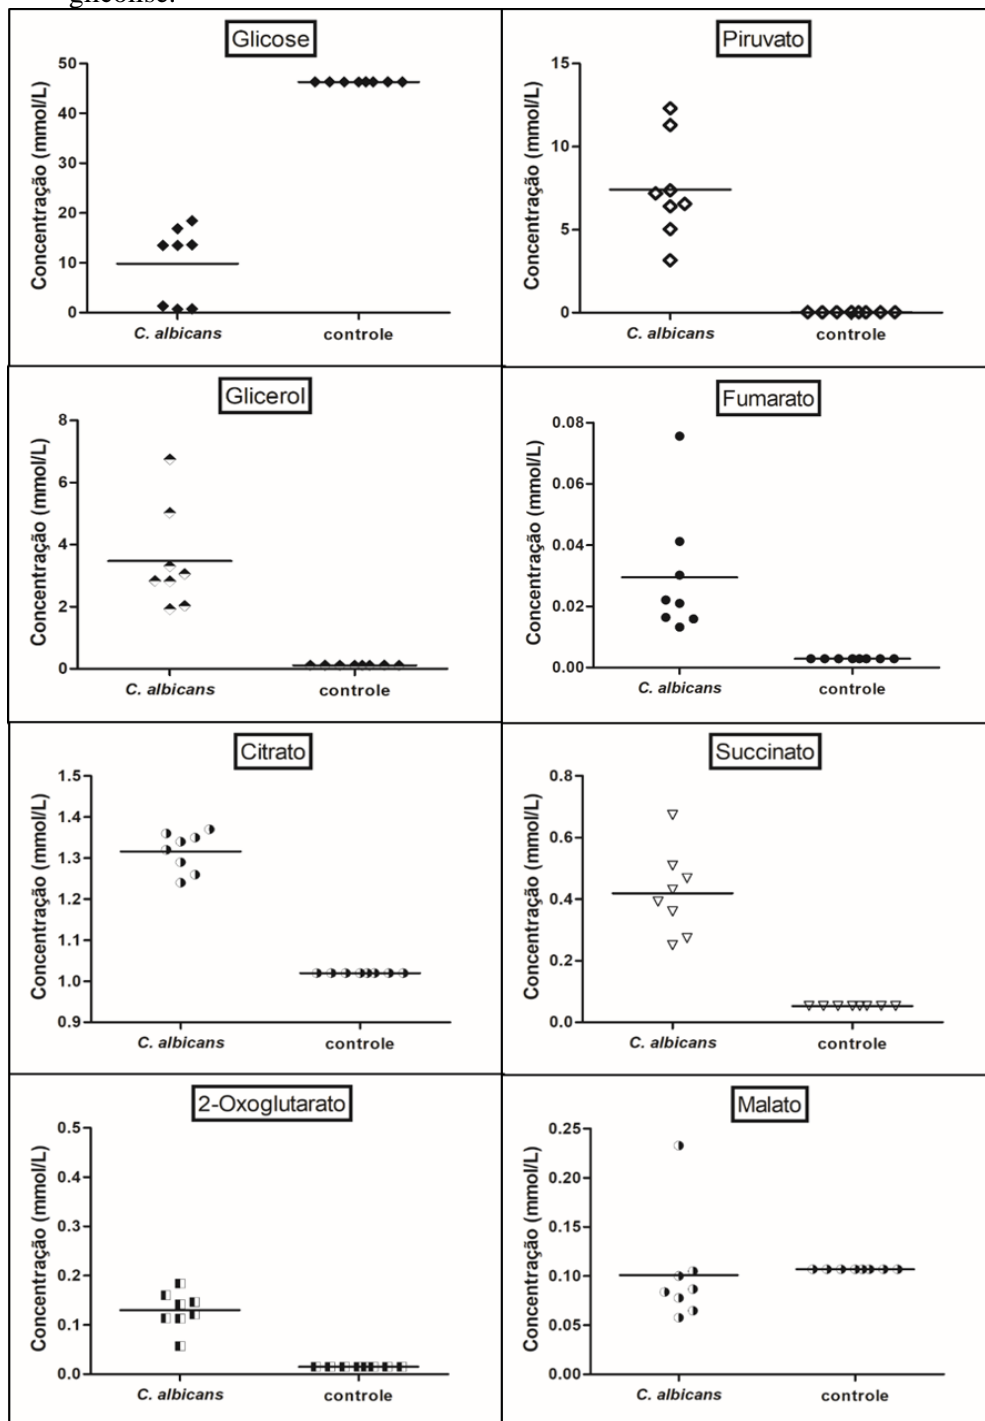 glicólise.
Glicose
Concentração (mmol/L)
50
40
30
20
10
0
C. albicans
controle
Piruvato
Concentração (mmol/L)
15
10
5
0
C. albicans
controle
Glicerol
Concentração (mmol/L)
8
6
4
2
0
C. albicans
controle
Fumarato
Concentração (mmol/L)
0.08
0.06
0.04
0.02
0.00
C. albicans
controle
Citrato
Concentração (mmol/L)
1.5
1.4
1.3
1.2
1.1
1.0
0.9
C. albicans
controle
Succinato
Concentração (mmol/L)
0.8
0.6
0.4
0.2
0.0
C. albicans
controle
2-Oxoglutarato
Concentração (mmol/L)
0.5
0.4
0.3
0.2
0.1
0.0
C. albicans
controle
Malato
Concentração (mmol/L)
0.25
0.20
0.15
0.10
0.05
0.00
C. albicans
controle